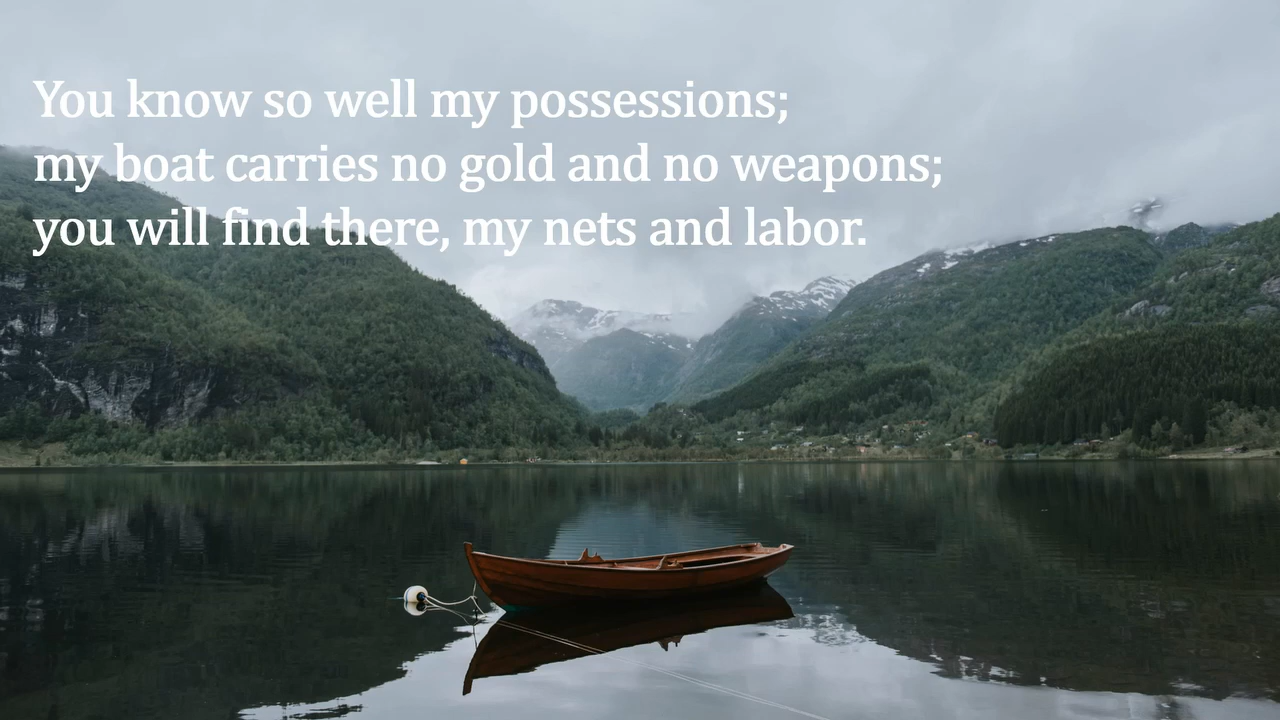 You know so well my possessions;
my boat carries no gold and no weapons;
you will find there, my nets and labor.